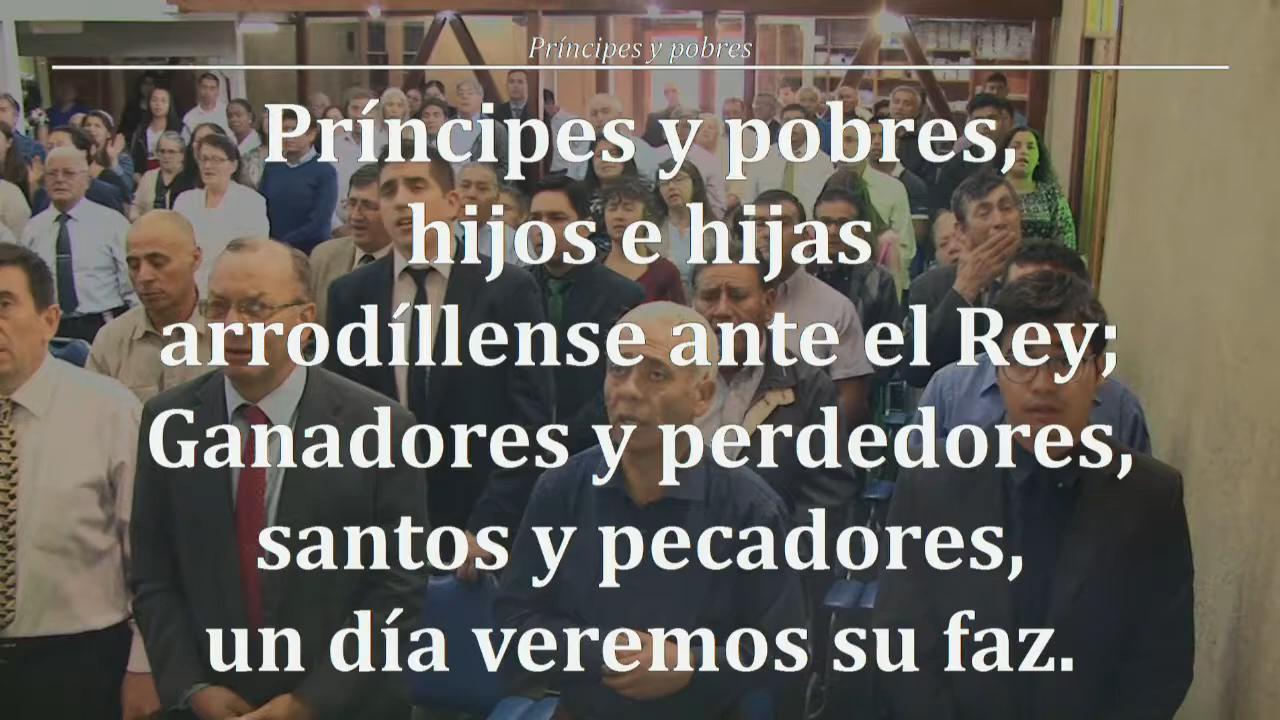 Príncipes y pobres
Príncipes y pobres,
hijos e hijas
arrodíllense ante el Rey;
Ganadores y perdedores,
santos y pecadores,
un día veremos su faz.